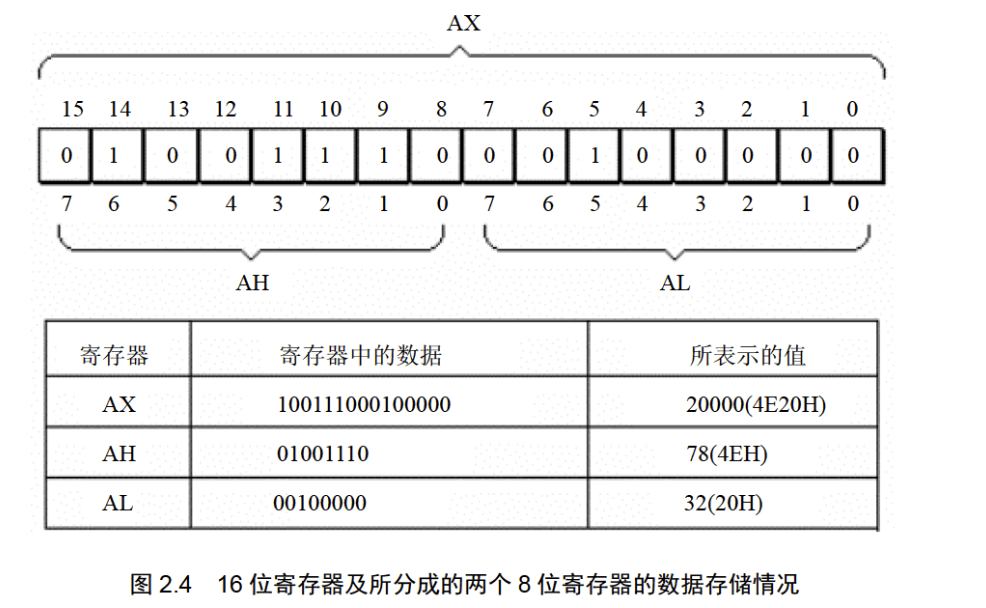 AX
15 14 13 12 11 10 9 8 7 6 5 4 3 2 1 0
0 1 0 0 1 1 1 0 0 0 1 0 0 0 0 0
7 6 5 4 3 2 1 0 7 6 5 4 3 2 1 0
AH AL
寄存器 寄存器中的数据 所表示的值
AX 100111000100000 20000(4E20H)
AH 01001110 78(4EH)
AL 00100000 32(20H)
图 2.4 16 位寄存器及所分成的两个 8 位寄存器的数据存储情况